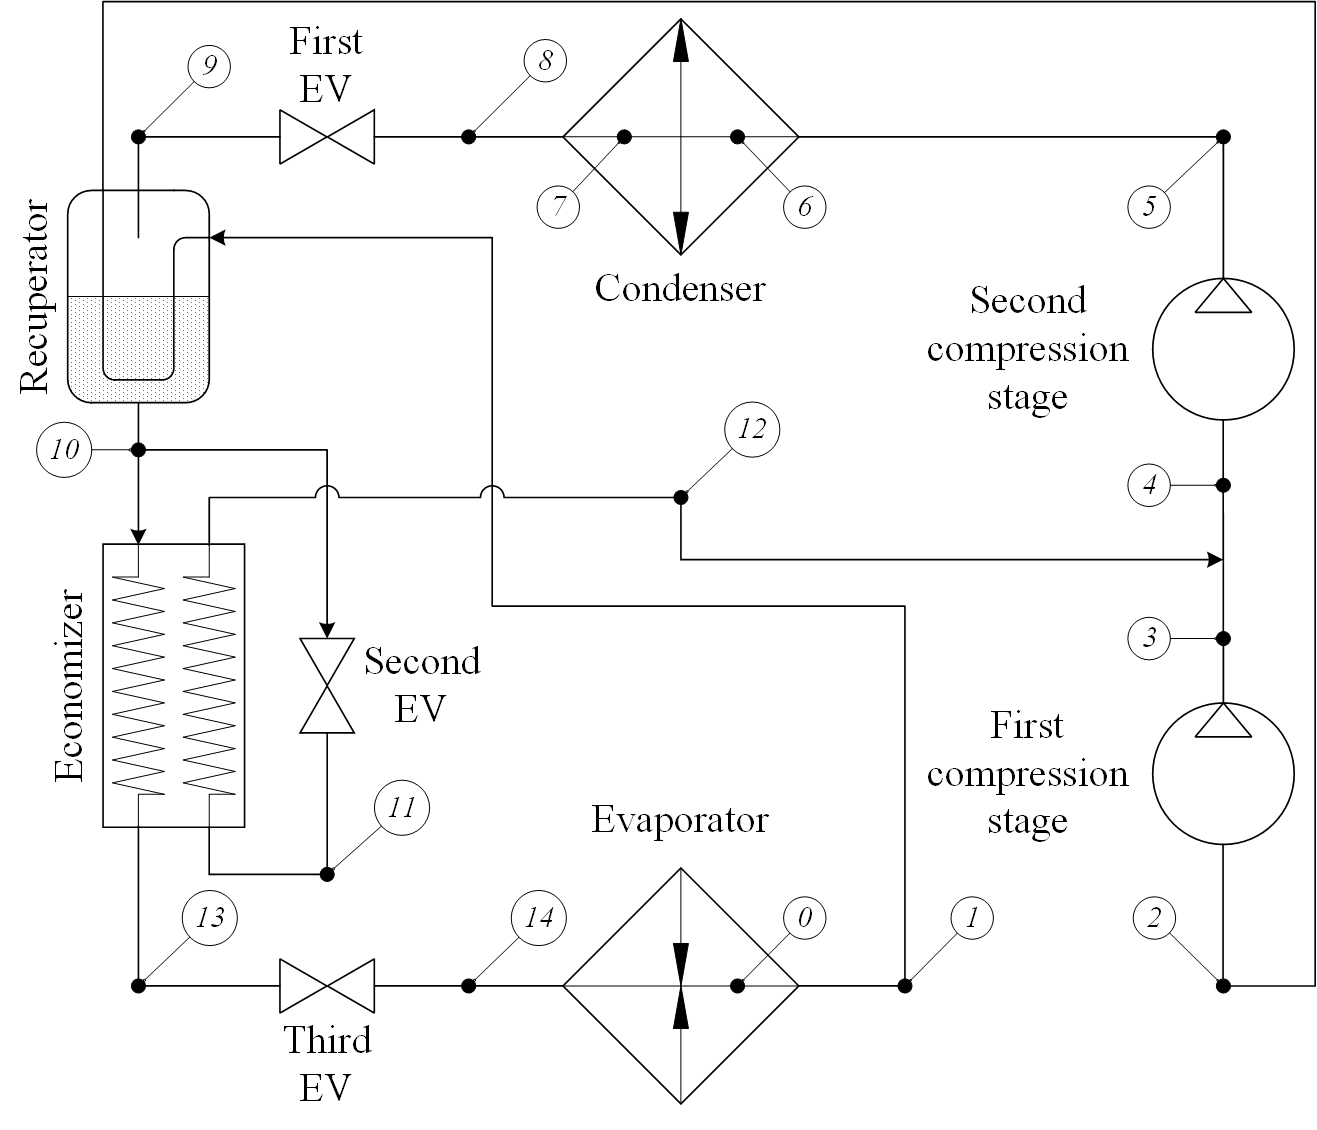 First
EV
9
8
7
6
5
Recuperator
Condenser
Second
compression
stage
10
12
4
3
Economizer
Second
EV
First
compression
stage
11
Evaporator
13
14
0
1
2
Third
EV